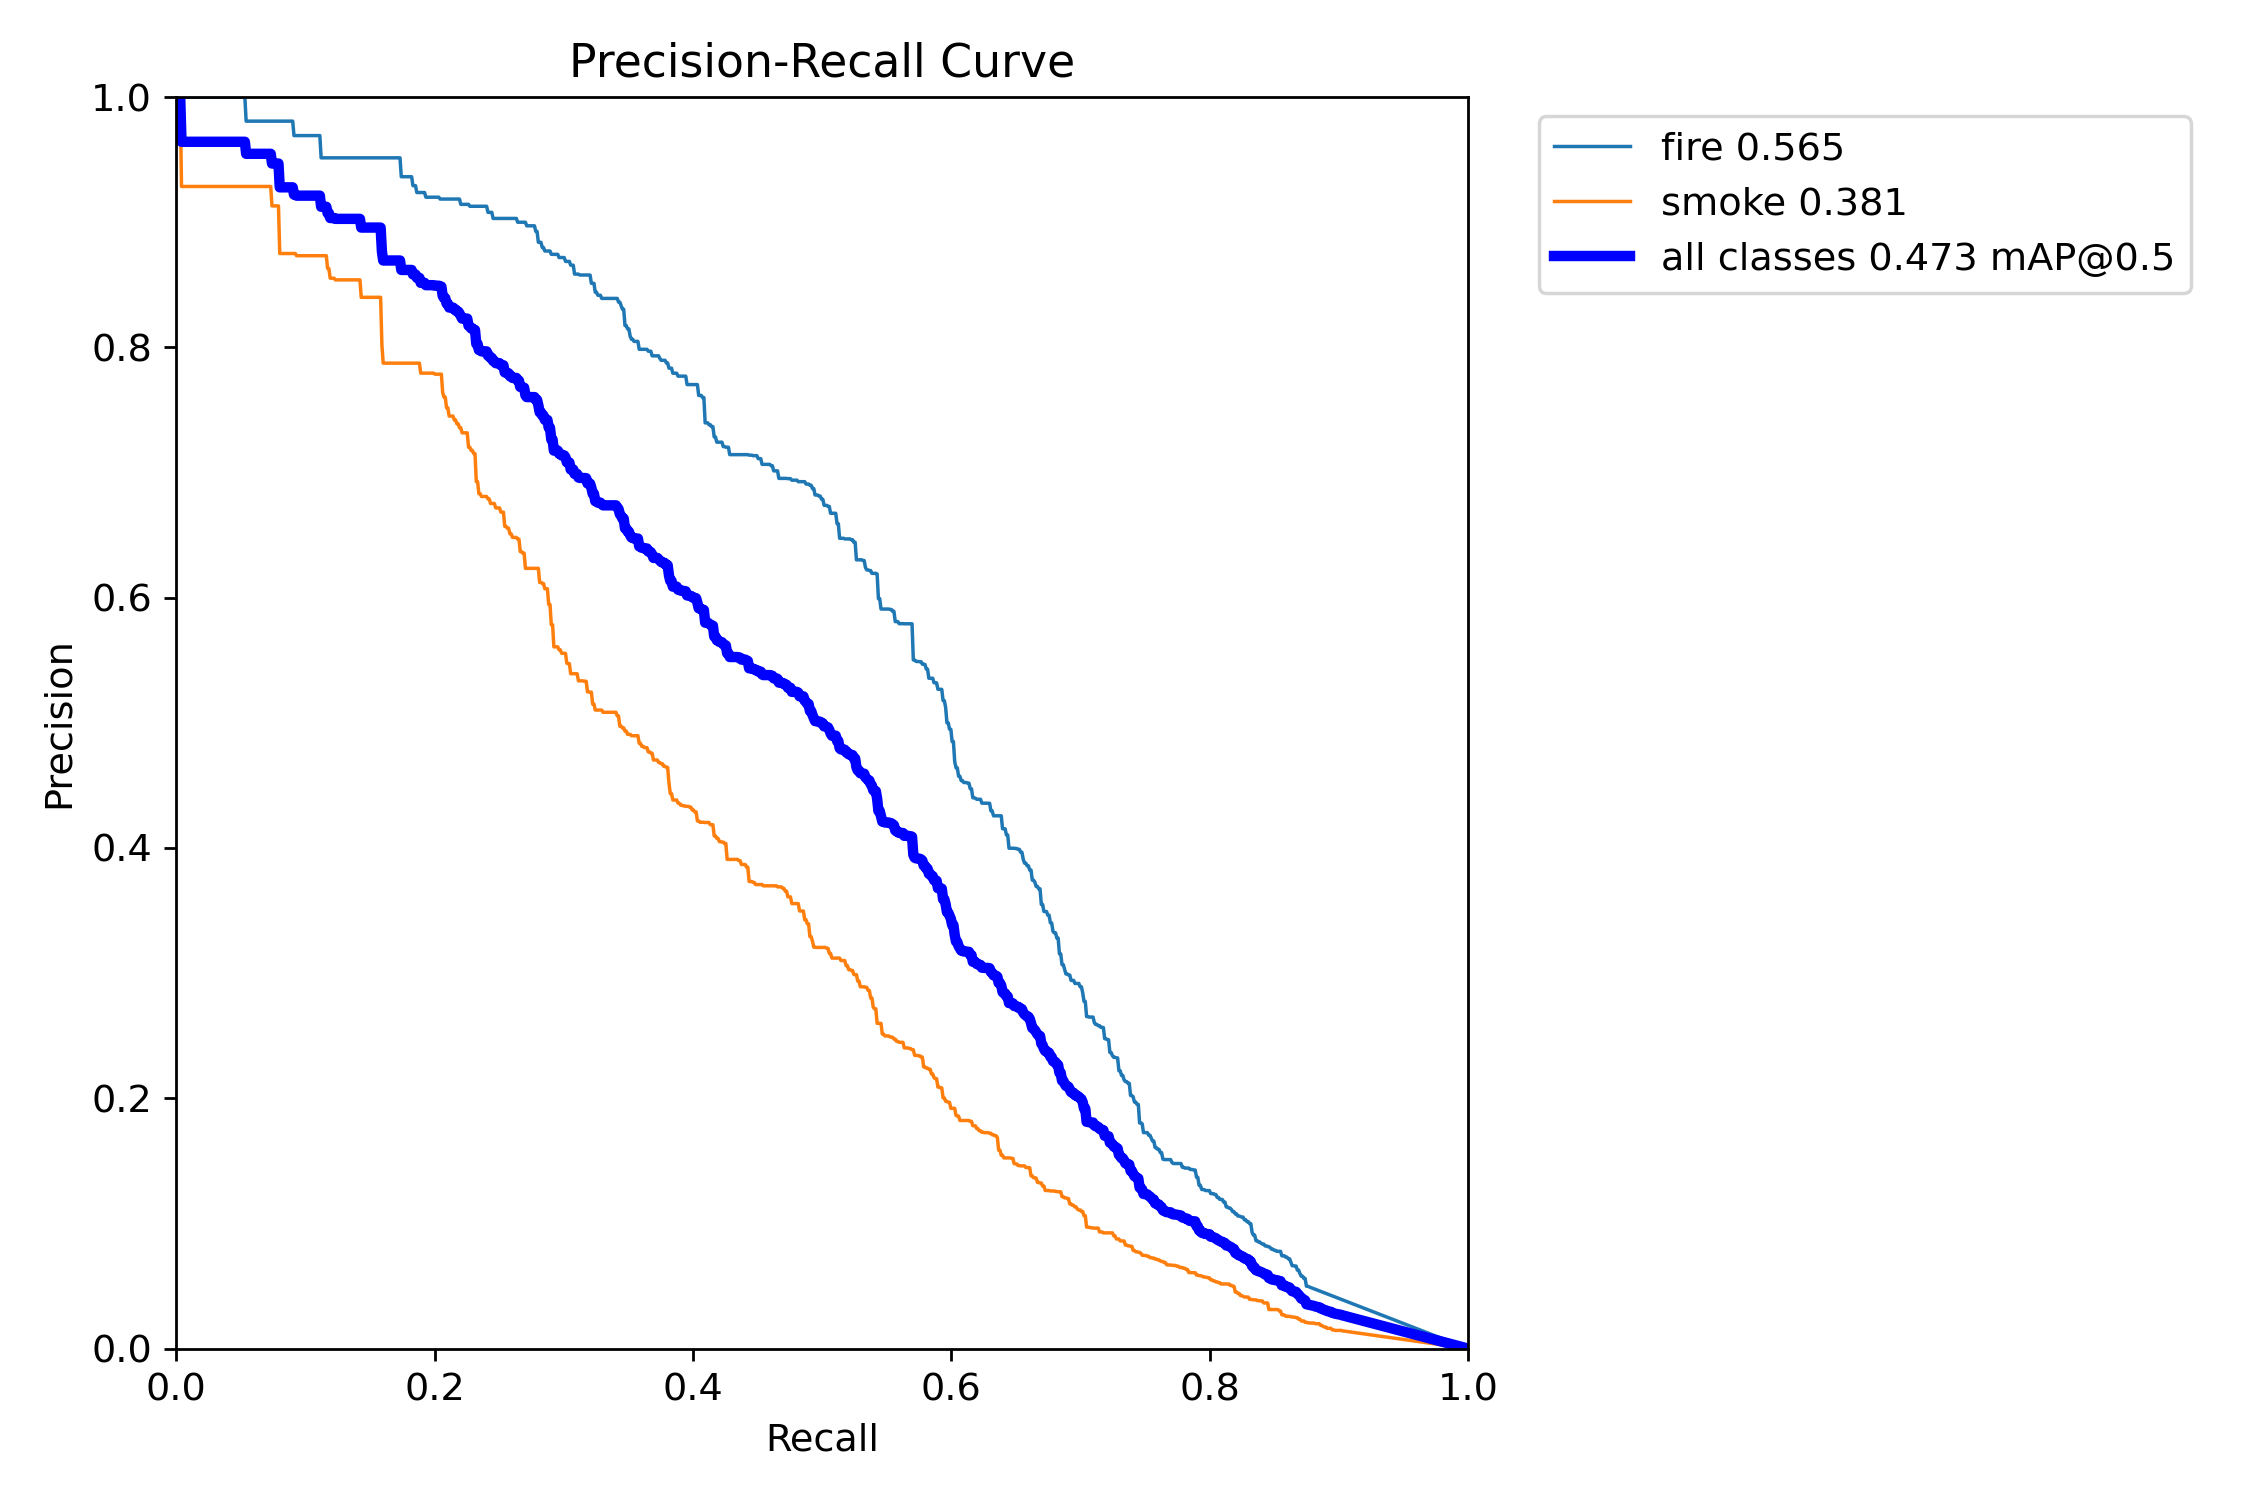 Precision-Recall Curve
fire 0.565
smoke 0.381
all classes 0.473 mAP@0.5
1.0
0.8
0.6
0.4
0.2
0.0
Precision
0.0 0.2 0.4 0.6 0.8 1.0
Recall